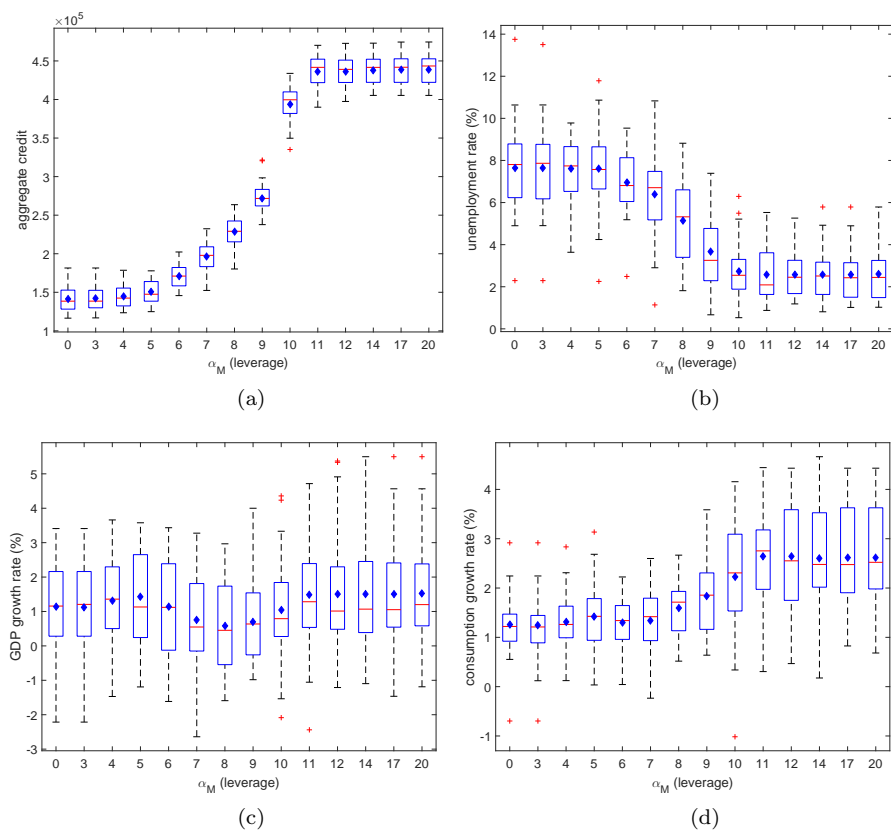 ×10⁵
4.5
4
3.5
3
2.5
2
1.5
1
aggregate credit
0 3 4 5 6 7 8 9 10 11 12 14 17 20
α_M (leverage)
(a)
14
12
10
8
6
4
2
0
unemployment rate (%)
0 3 4 5 6 7 8 9 10 11 12 14 17 20
α_M (leverage)
(b)
5
4
3
2
1
0
-1
-2
-3
GDP growth rate (%)
0 3 4 5 6 7 8 9 10 11 12 14 17 20
α_M (leverage)
(c)
4
3
2
1
0
-1
consumption growth rate (%)
0 3 4 5 6 7 8 9 10 11 12 14 17 20
α_M (leverage)
(d)